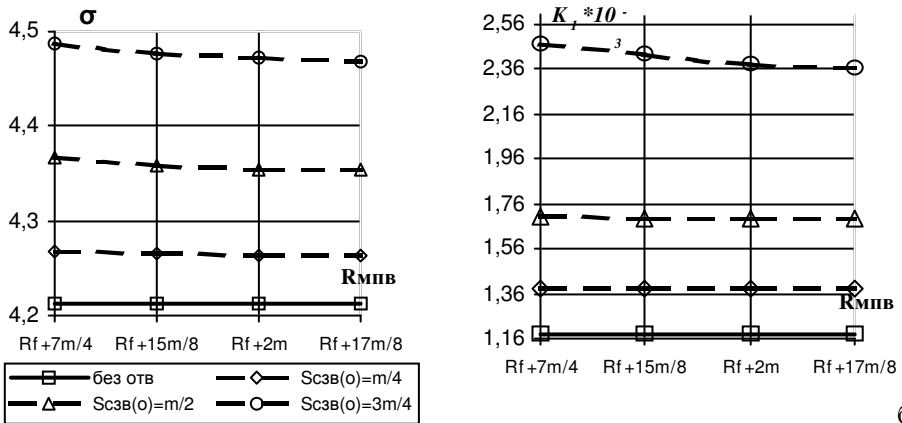 σ
4,5
4,4
4,3
4,2
Rмпв
Rf +7m/4 Rf +15m/8 Rf +2m Rf +17m/8
без отв Sсзв(о)=m/4
Sсзв(о)=m/2 Sсзв(о)=3m/4
K 1 *10 -
3
2,56
2,36
2,16
1,96
1,76
1,56
1,36
1,16
Rмпв
Rf +7m/4 Rf +15m/8 Rf +2m Rf +17m/8